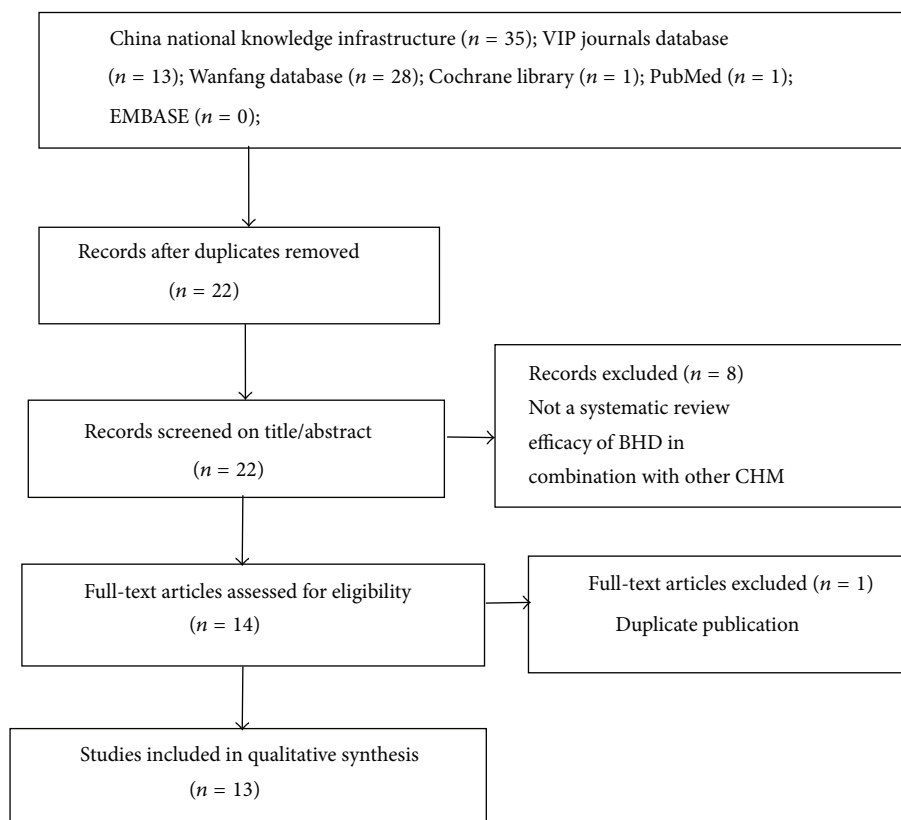 China national knowledge infrastructure (n = 35); VIP journals database
(n = 13); Wanfang database (n = 28); Cochrane library (n = 1); PubMed (n = 1);
EMBASE (n = 0);
Records after duplicates removed
(n = 22)
Records screened on title/abstract
(n = 22)
Records excluded (n = 8)
Not a systematic review
efficacy of BHD in
combination with other CHM
Full-text articles assessed for eligibility
(n = 14)
Full-text articles excluded (n = 1)
Duplicate publication
Studies included in qualitative synthesis
(n = 13)